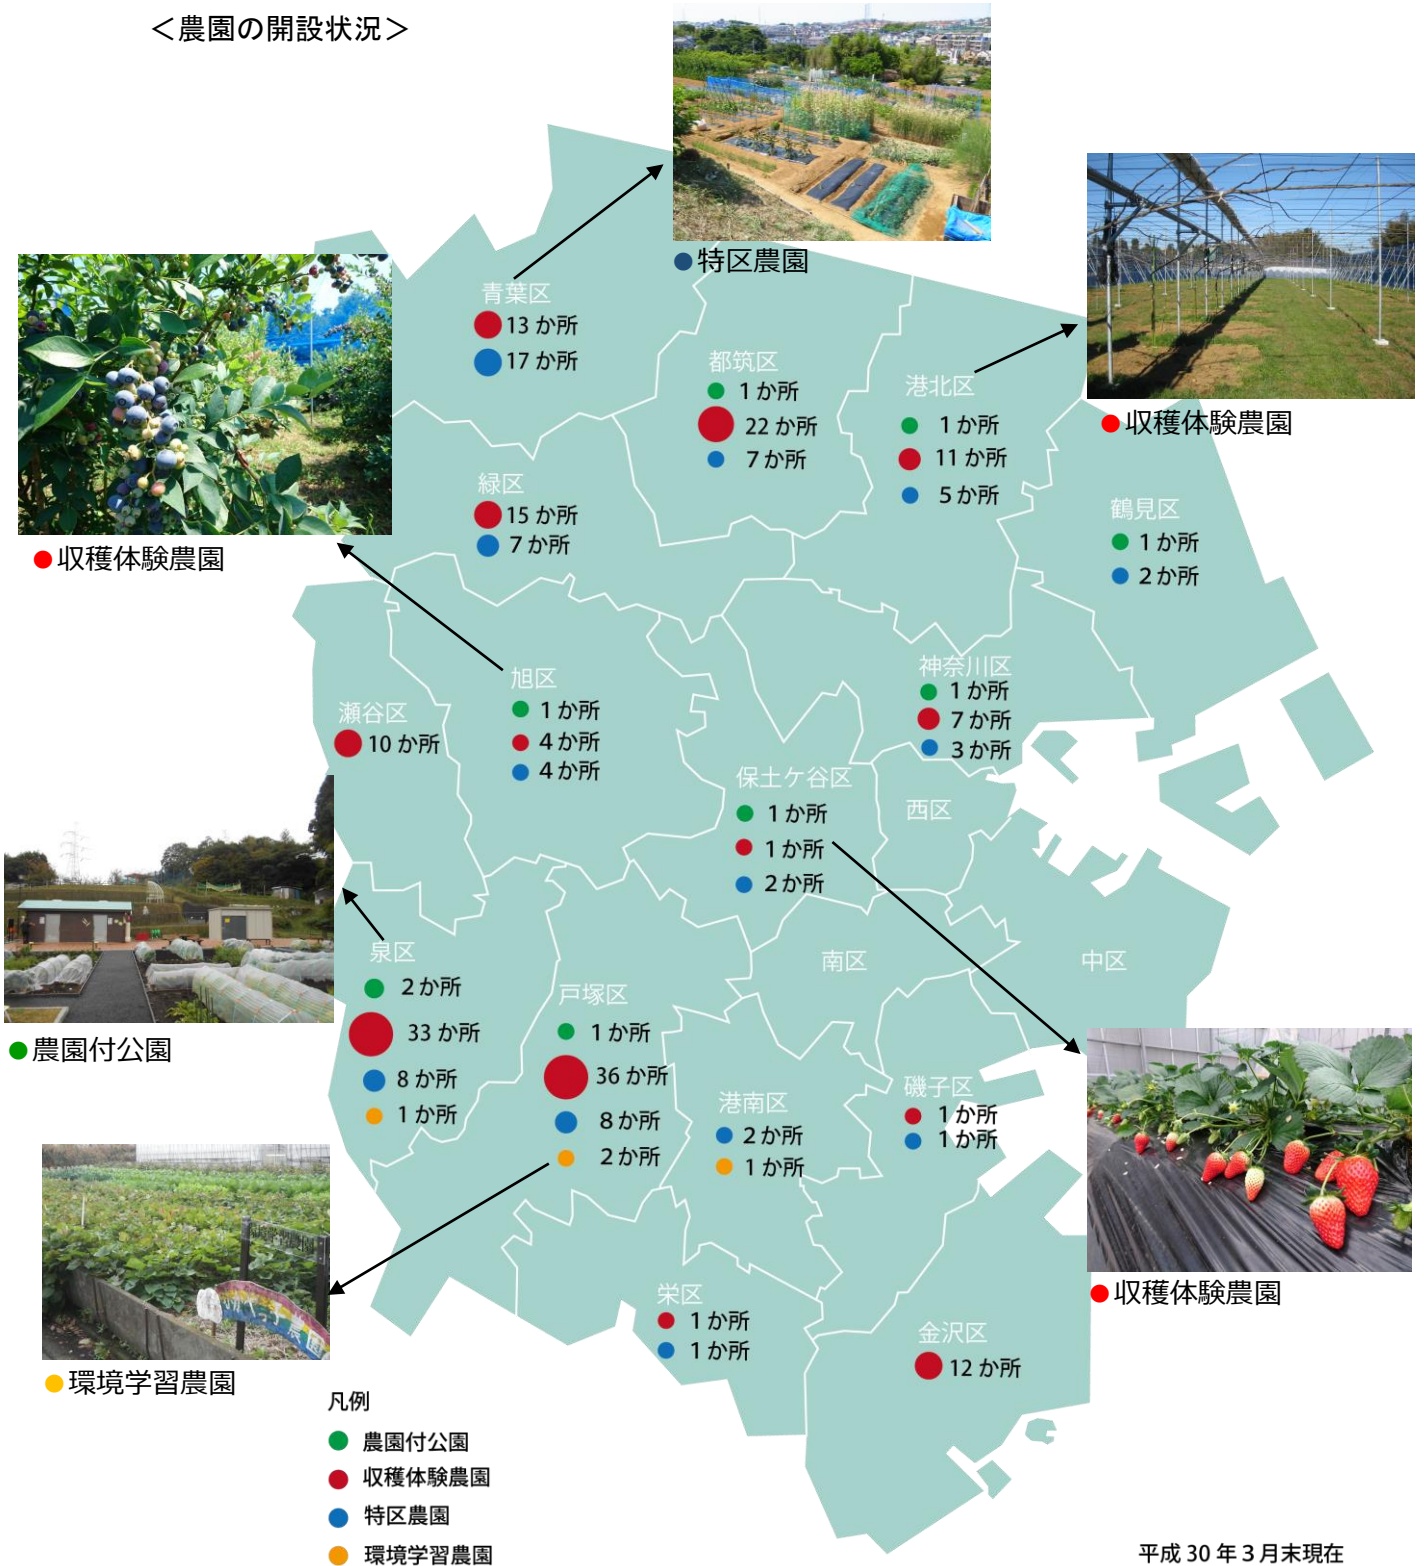 ＜農園の開設状況＞
●特区農園
●収穫体験農園
●収穫体験農園
青葉区
13 か所
17 か所
都筑区
1 か所
22 か所
7 か所
港北区
1 か所
11 か所
5 か所
緑区
15 か所
7 か所
鶴見区
1 か所
2 か所
旭区
1 か所
4 か所
4 か所
瀬谷区
10 か所
神奈川区
1 か所
7 か所
3 か所
保土ケ谷区
1 か所
1 か所
2 か所
西区
南区
中区
泉区
2 か所
33 か所
8 か所
1 か所
●農園付公園
戸塚区
1 か所
36 か所
8 か所
2 か所
港南区
2 か所
1 か所
磯子区
1 か所
1 か所
●収穫体験農園
栄区
1 か所
1 か所
金沢区
12 か所
●環境学習農園
凡例
農園付公園
収穫体験農園
特区農園
環境学習農園
平成 30 年 3 月末現在